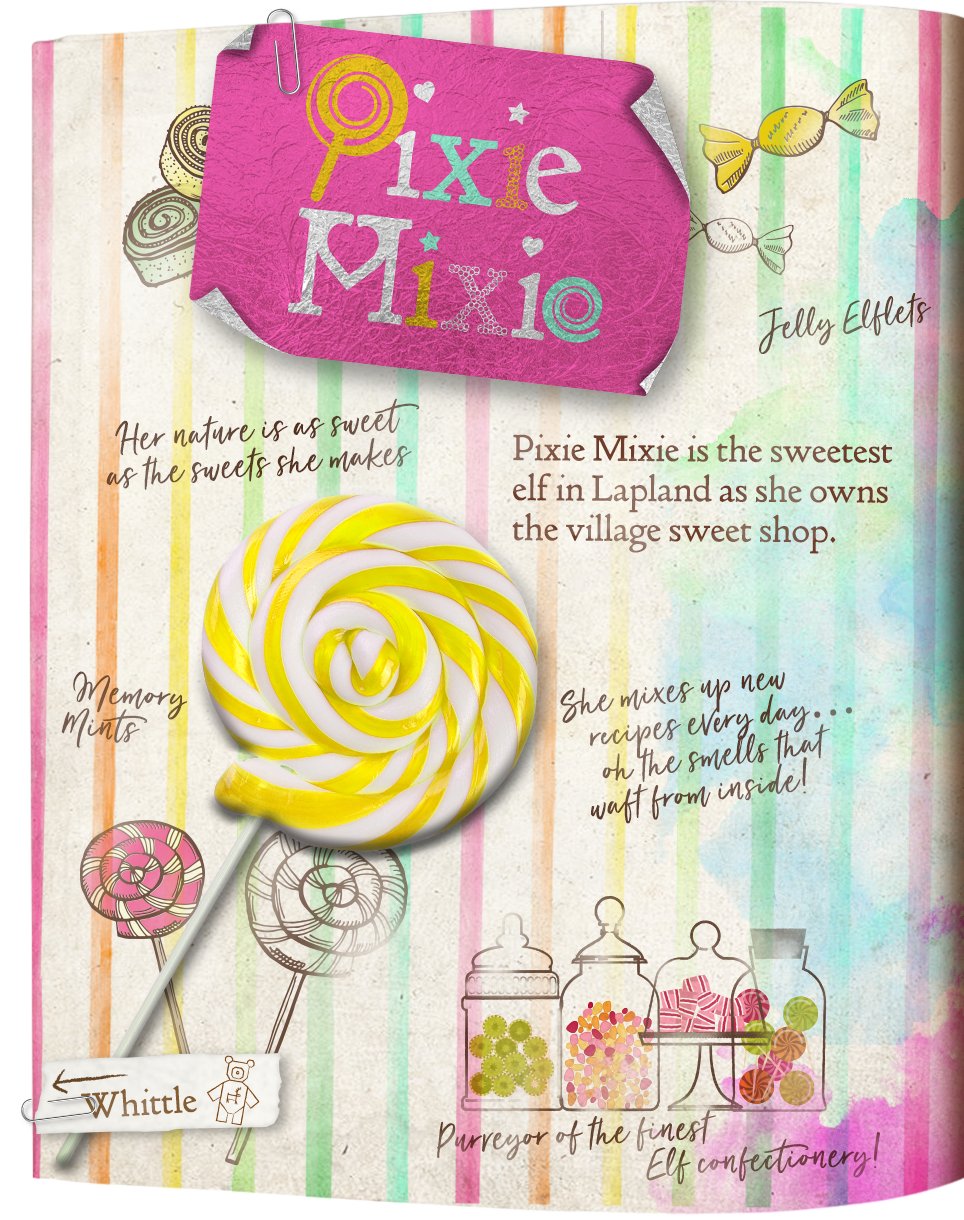 Pixie
Mixie
Jelly Elflets
Her nature is as sweet
as the sweets she makes
Pixie Mixie is the sweetest
elf in Lapland as she owns
the village sweet shop.
Memory
Mints
She mixes up new
recipes every day...
oh the smells that
waft from inside!
Whittle
Purveyor of the finest
Elf confectionery!